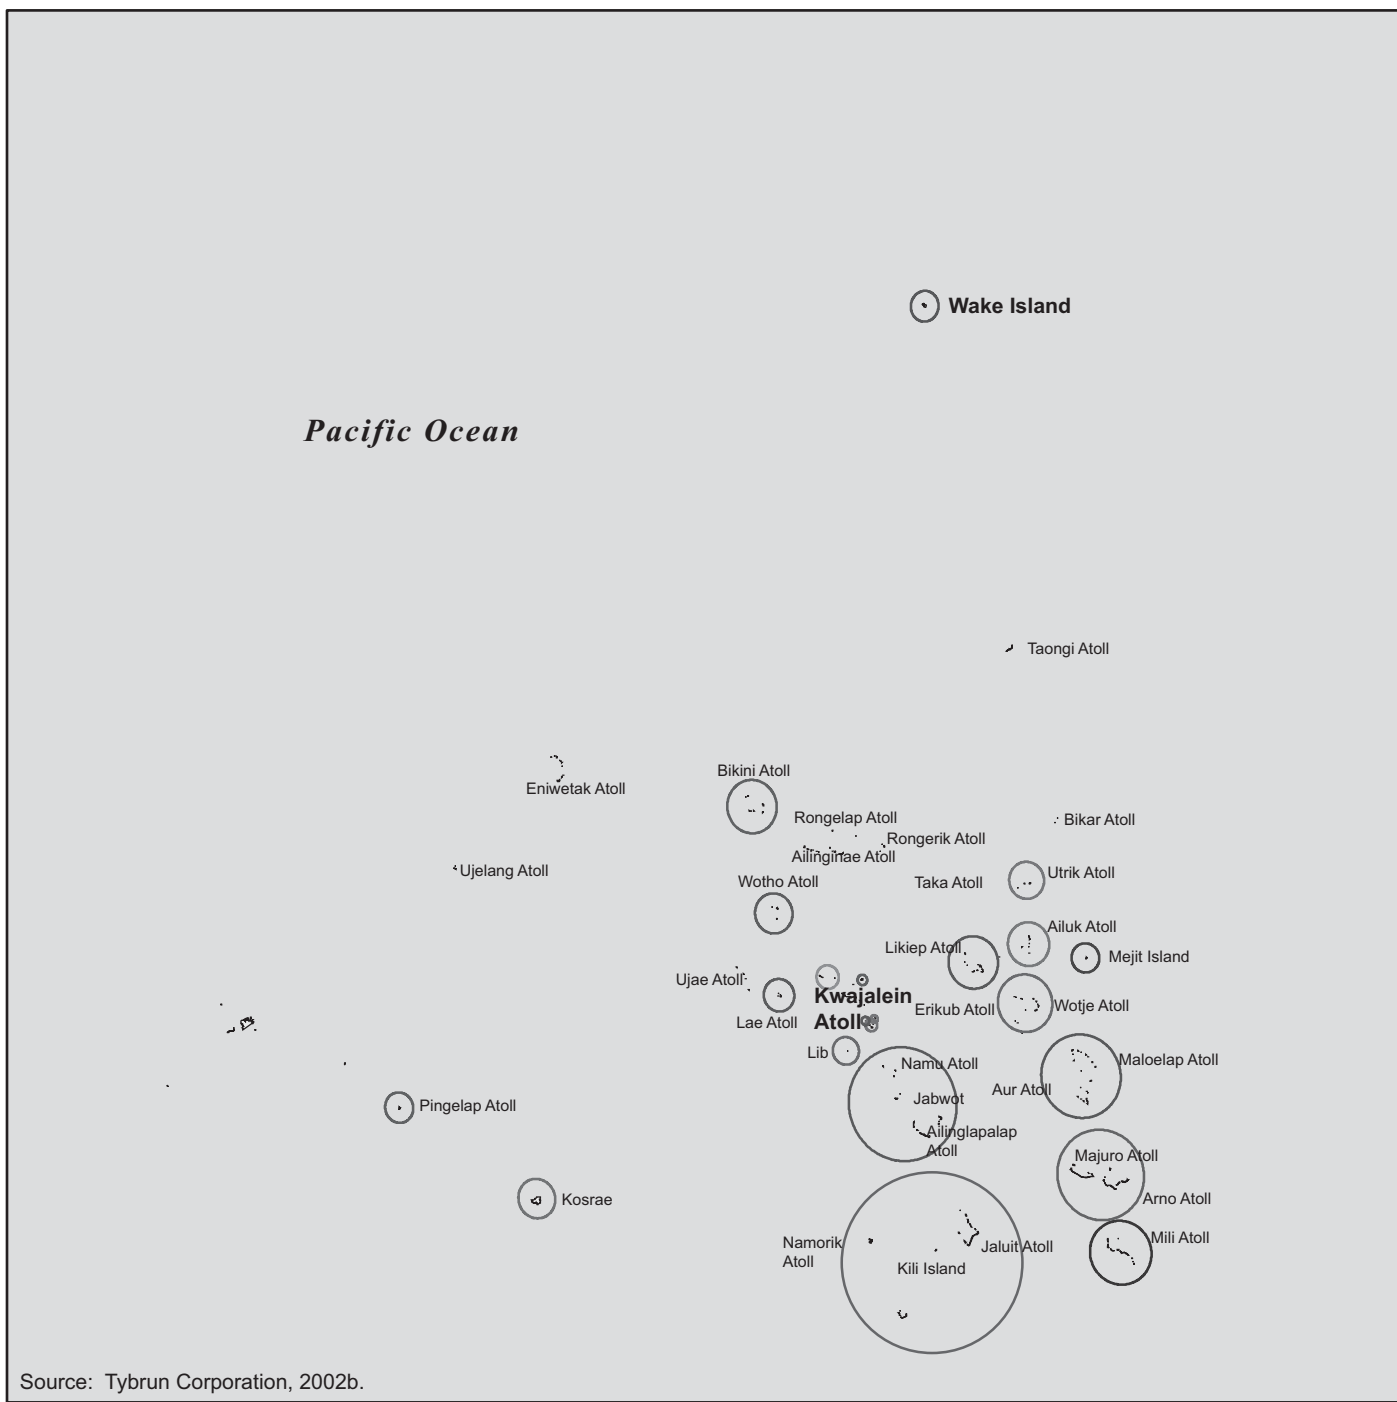 Wake Island
Pacific Ocean
Taongi Atoll
Bikini Atoll
Eniwetak Atoll
Rongelap Atoll
Bikar Atoll
Rongerik Atoll
Ailinginae Atoll
Ujelang Atoll
Utrik Atoll
Wotho Atoll
Taka Atoll
Ailuk Atoll
Likiep Atoll
Mejit Island
Ujae Atoll
Kwajalein
Atoll
Erikub Atoll
Wotje Atoll
Lae Atoll
Lib
Namu Atoll
Maloelap Atoll
Aur Atoll
Jabwot
Pingelap Atoll
Ailinglapalap
Atoll
Majuro Atoll
Kosrae
Arno Atoll
Mili Atoll
Namorik
Atoll
Jaluit Atoll
Kili Island
Source: Tybrun Corporation, 2002b.